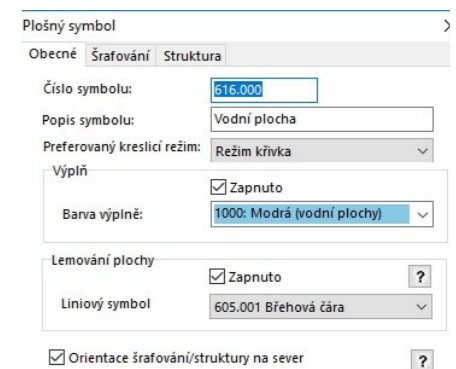 Plošný symbol
Obecné Šrafování Struktura
Číslo symbolu: 616.000
Popis symbolu: Vodní plocha
Preferovaný kreslicí režim: Režim křivka
Výplň
Zapnuto
Barva výplně: 1000: Modrá (vodní plochy)
Lemování plochy
Zapnuto ?
Liniový symbol 605.001 Břehová čára
Orientace šrafování/struktury na sever ?